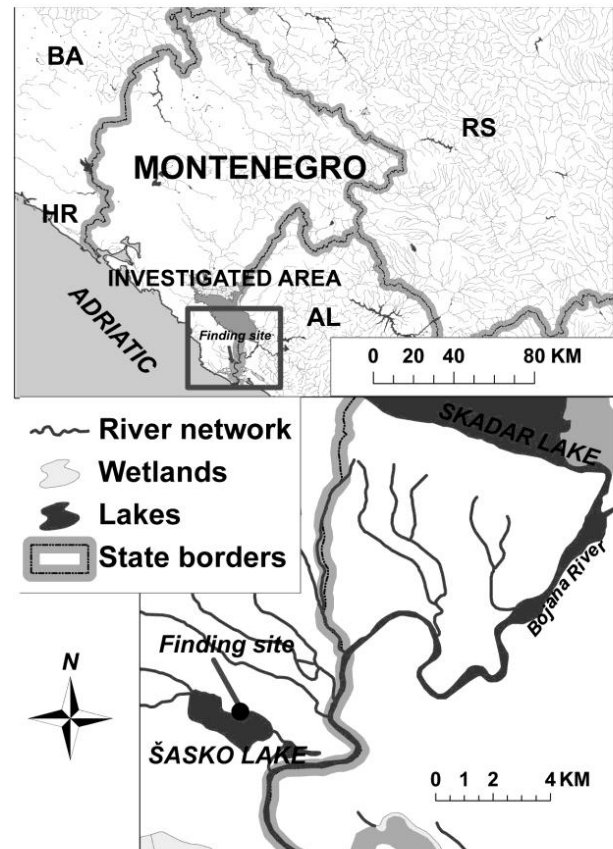 BA
RS
MONTENEGRO
HR
INVESTIGATED AREA
ADRIATIC
AL
Finding site
0 20 40 80 KM
River network
Wetlands
Lakes
State borders
SKADAR LAKE
Bojana River
Finding site
N
ŠASKO LAKE
0 1 2 4 KM